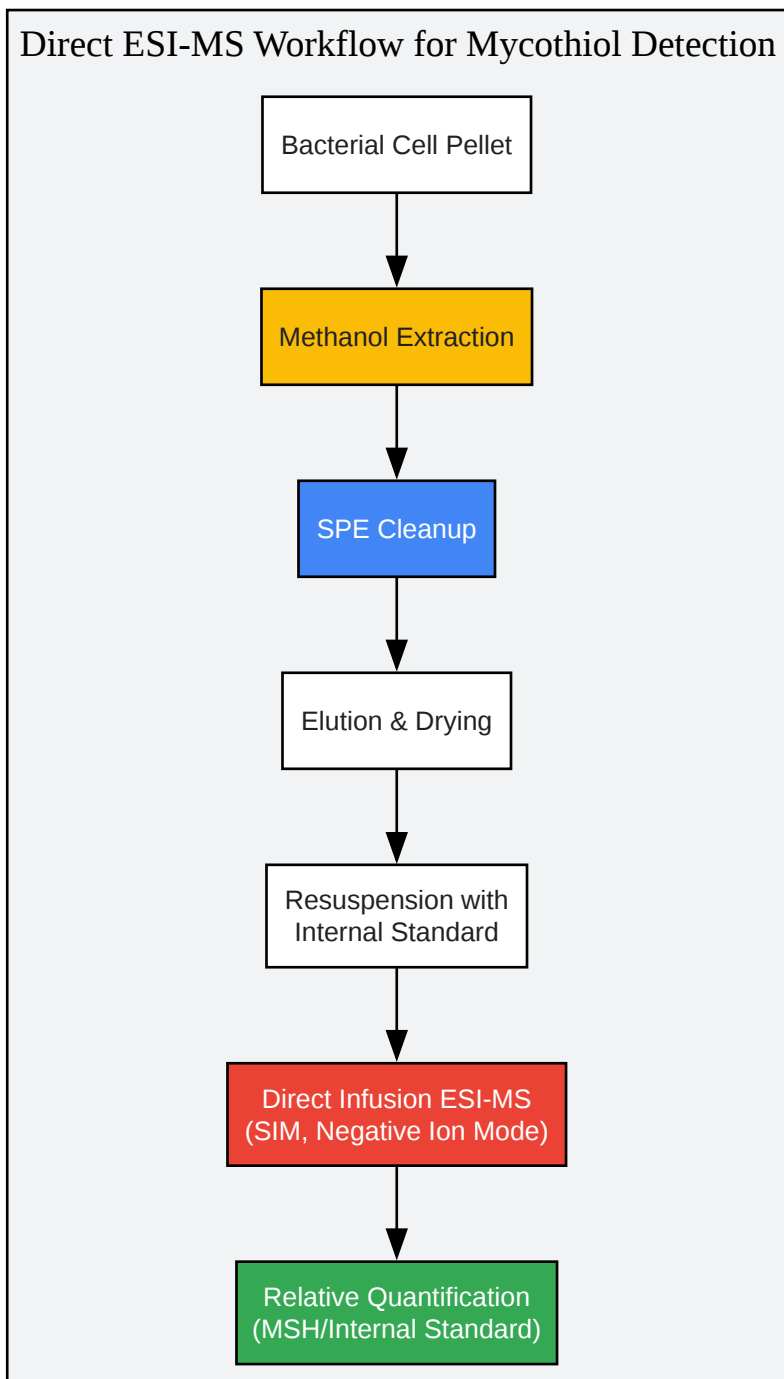 Direct ESI-MS Workflow for Mycothiol Detection
Bacterial Cell Pellet
Methanol Extraction
SPE Cleanup
Elution & Drying
Resuspension with
Internal Standard
Direct Infusion ESI-MS
(SIM, Negative Ion Mode)
Relative Quantification
(MSH/Internal Standard)